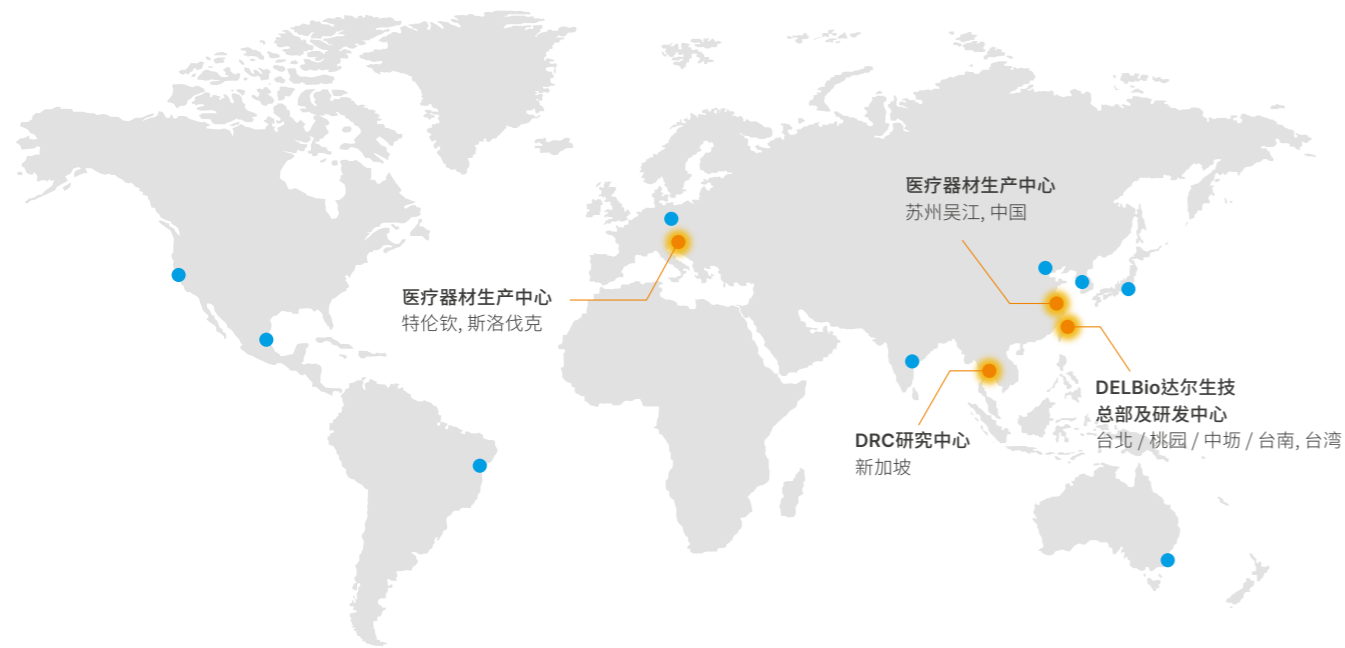 医疗器材生产中心
苏州吴江, 中国
医疗器材生产中心
特伦钦, 斯洛伐克
DELBio达尔生技
总部及研发中心
台北 / 桃园 / 中坜 / 台南, 台湾
DRC研究中心
新加坡